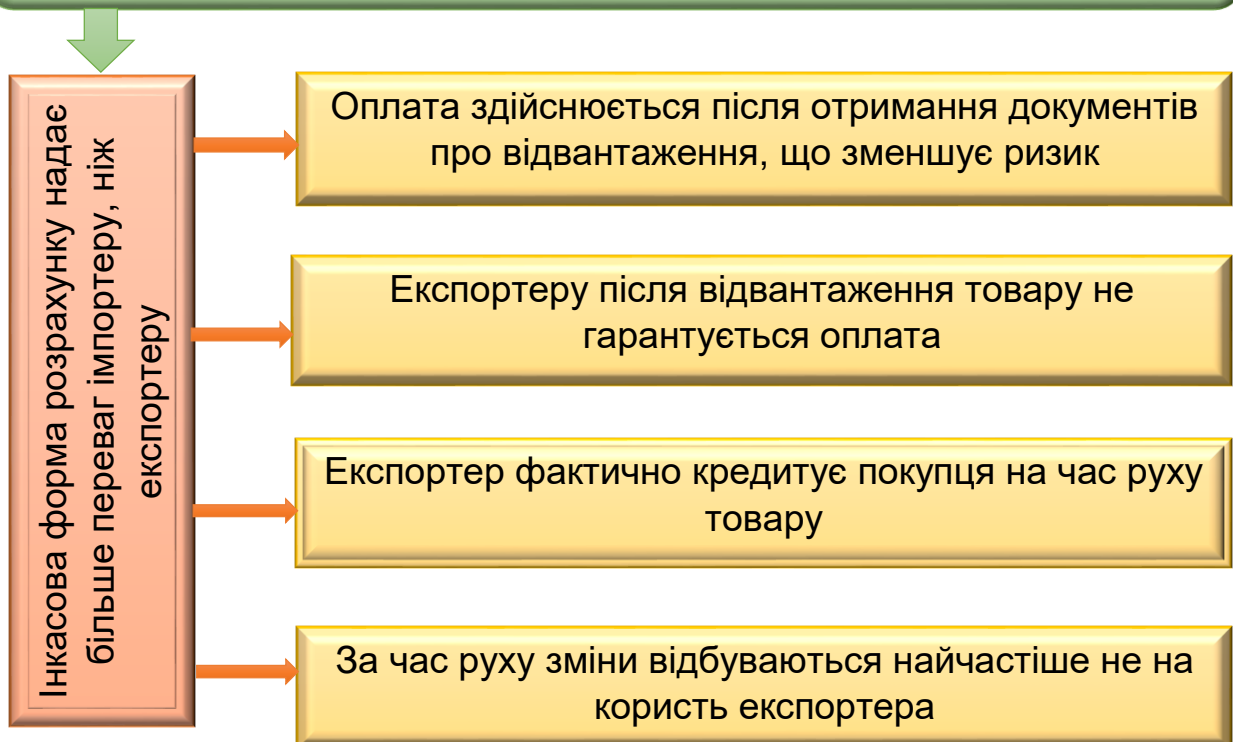 Інкасова форма розрахунку надає
більше переваг імпортеру, ніж
експортеру
Оплата здійснюється після отримання документів
про відвантаження, що зменшує ризик
Експортеру після відвантаження товару не
гарантується оплата
Експортер фактично кредитує покупця на час руху
товару
За час руху зміни відбуваються найчастіше не на
користь експортера